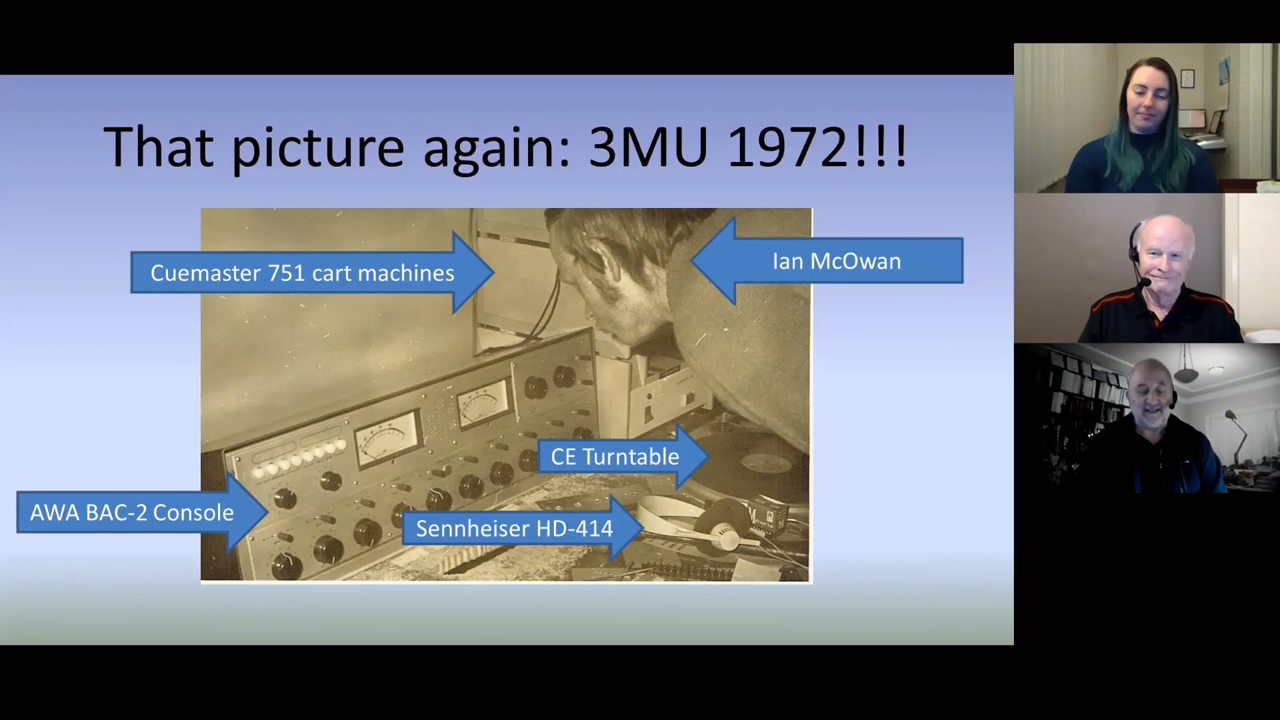 That picture again: 3MU 1972!!!
Cuemaster 751 cart machines
Ian McOwan
CE Turntable
AWA BAC-2 Console
Sennheiser HD-414